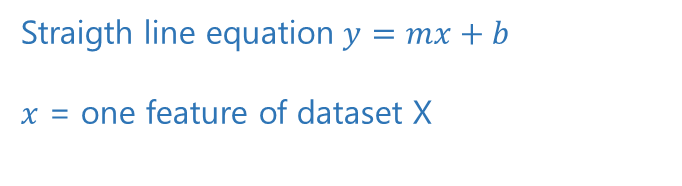 Straigth line equation y = mx + b
x = one feature of dataset X